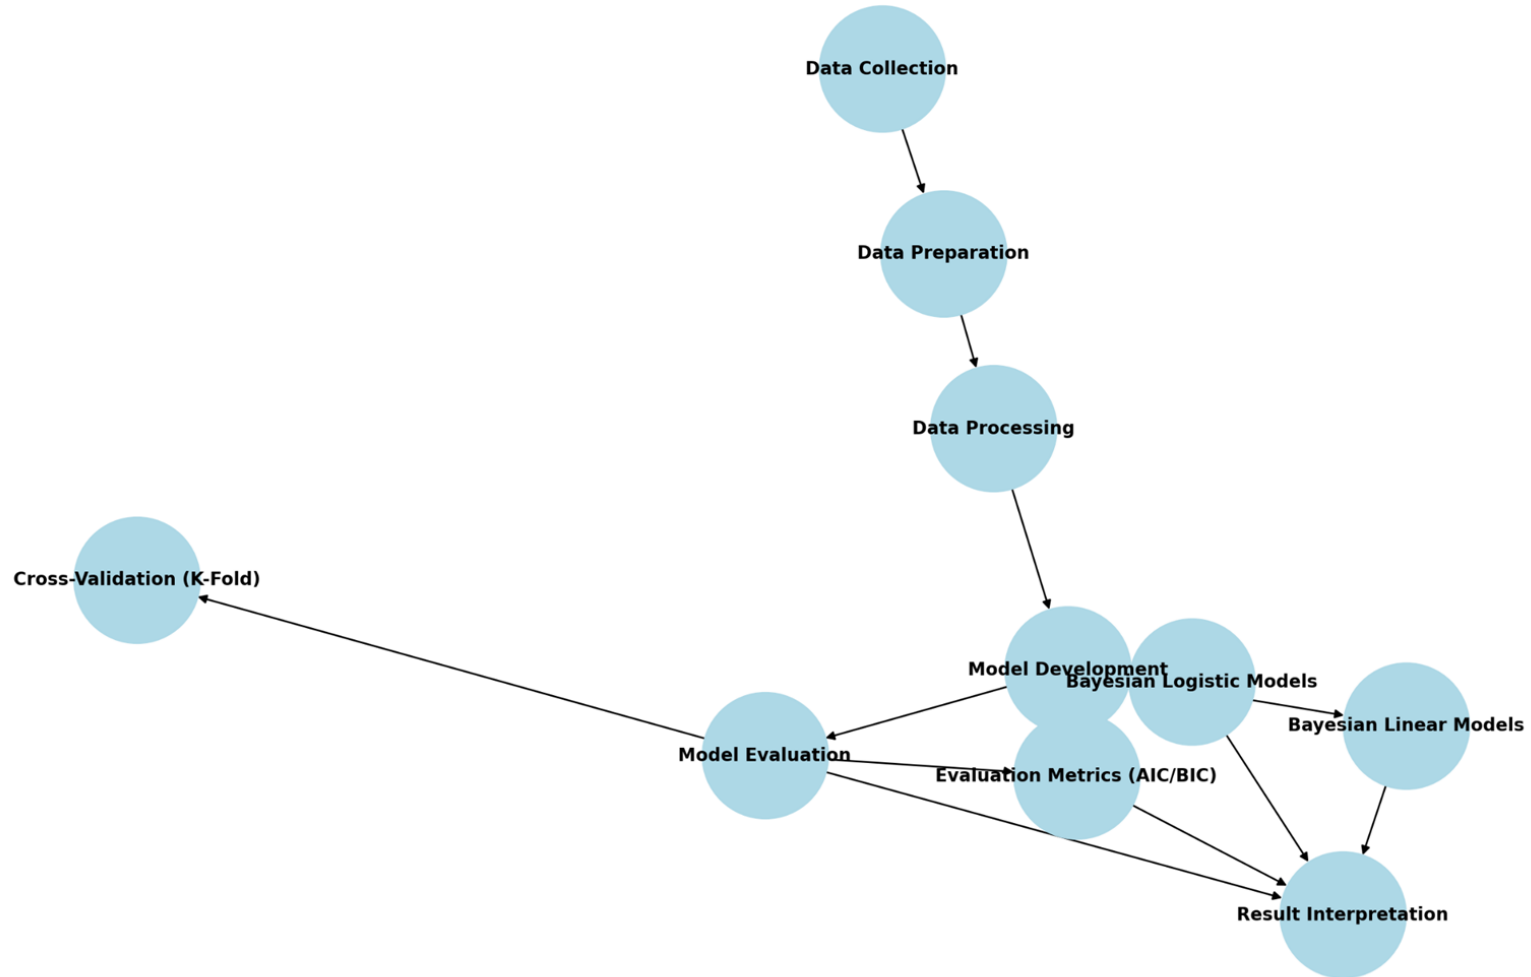 Data Collection
Data Preparation
Data Processing
Cross-Validation (K-Fold)
Model Development
Bayesian Logistic Models
Bayesian Linear Models
Model Evaluation
Evaluation Metrics (AIC/BIC)
Result Interpretation